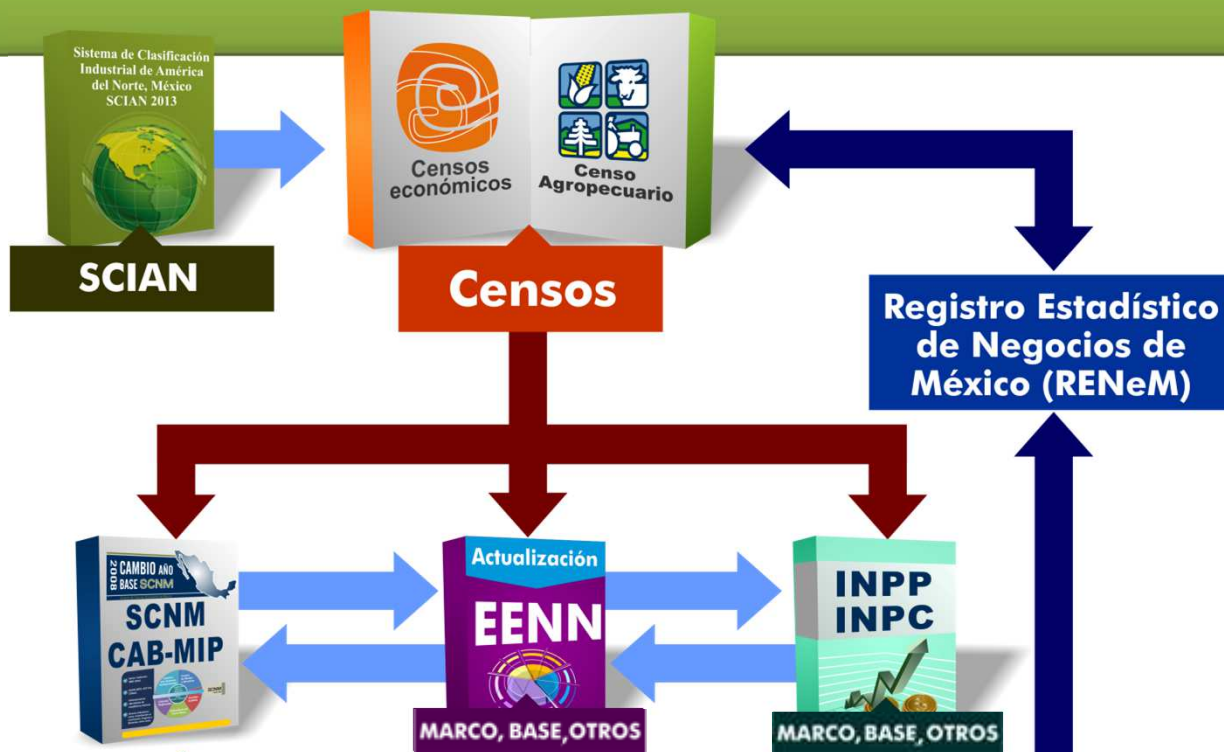 Sistema de Clasificación
Industrial de América
del Norte, México
SCIAN 2013
Censos
económicos
Censo
Agropecuario
SCIAN
Censos
Registro Estadístico
de Negocios de
México (RENeM)
2008
CAMBIO AÑO
BASE SCNM
SCNM
CAB-MIP
Actualización
EENN
MARCO, BASE,OTROS
INPP
INPC
MARCO, BASE, OTROS